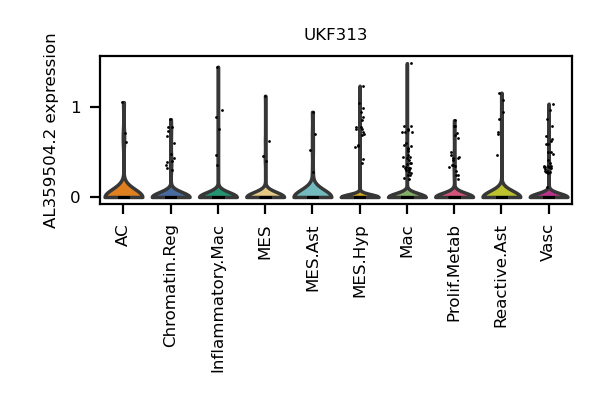 UKF313
AL359504.2 expression
1
0
AC
Chromatin.Reg
Inflammatory.Mac
MES
MES.Ast
MES.Hyp
Mac
Prolif.Metab
Reactive.Ast
Vasc